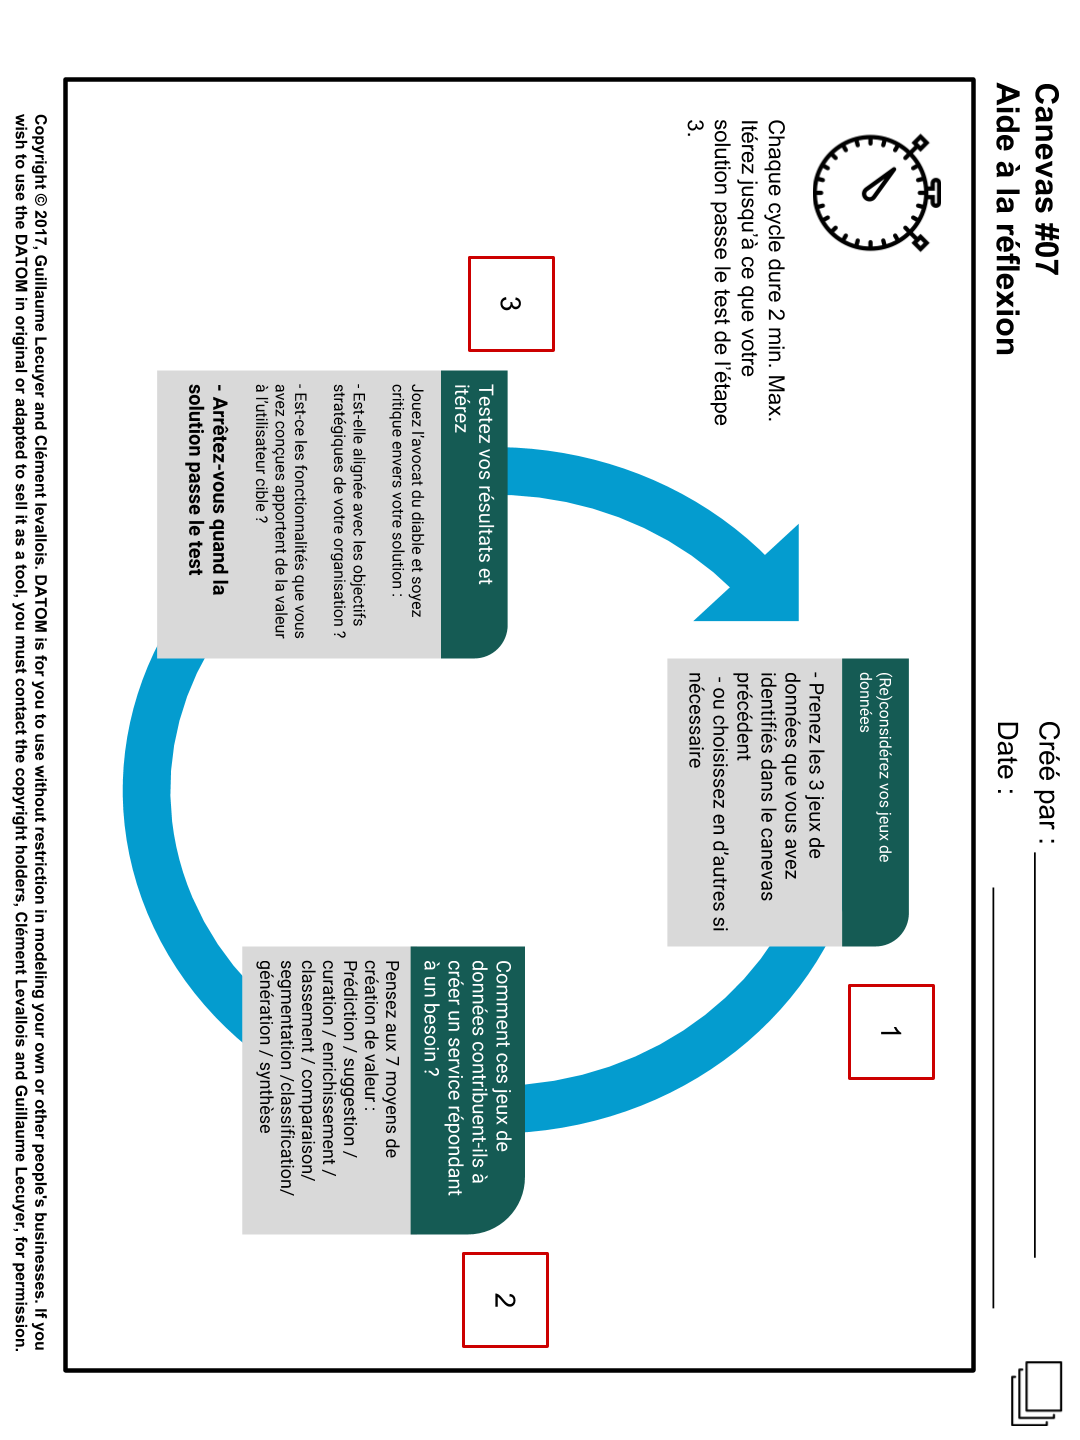 Canevas #07
Aide à la réflexion
Créé par :
Date :
Chaque cycle dure 2 min. Max.
Itérez jusqu'à ce que votre
solution passe le test de l'étape
3.
1
(Re)considérez vos jeux de
données
- Prenez les 3 jeux de
données que vous avez
identifiés dans le canevas
précédent
- ou choisissez en d'autres si
nécessaire
2
Comment ces jeux de
données contribuent-ils à
créer un service répondant
à un besoin ?
Pensez aux 7 moyens de
création de valeur :
Prédiction / suggestion /
curation / enrichissement /
classement / comparaison/
segmentation /classification/
génération / synthèse
3
Testez vos résultats et
itérez
Jouez l'avocat du diable et soyez
critique envers votre solution :
- Est-elle alignée avec les objectifs
stratégiques de votre organisation ?
- Est-ce les fonctionnalités que vous
avez conçues apportent de la valeur
à l'utilisateur cible ?
- Arrêtez-vous quand la
solution passe le test
Copyright © 2017, Guillaume Lecuyer and Clément levallois. DATOM is for you to use without restriction in modeling your own or other people's businesses. If you
wish to use the DATOM in original or adapted to sell it as a tool, you must contact the copyright holders, Clément Levallois and Guillaume Lecuyer, for permission.